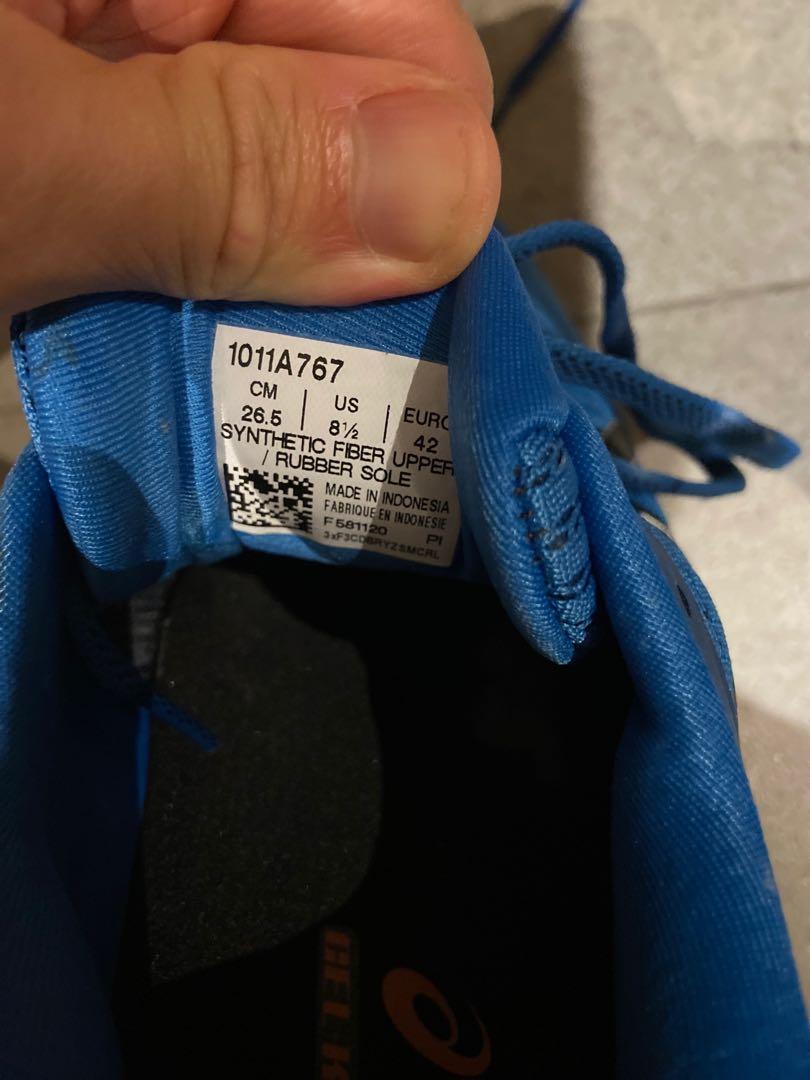 1011A767
CM | US | EURO
26.5 | 8½ | 42
SYNTHETIC FIBER UPPER
/ RUBBER SOLE
MADE IN INDONESIA
FABRIQUE EN INDONESIE
F 581120 PI